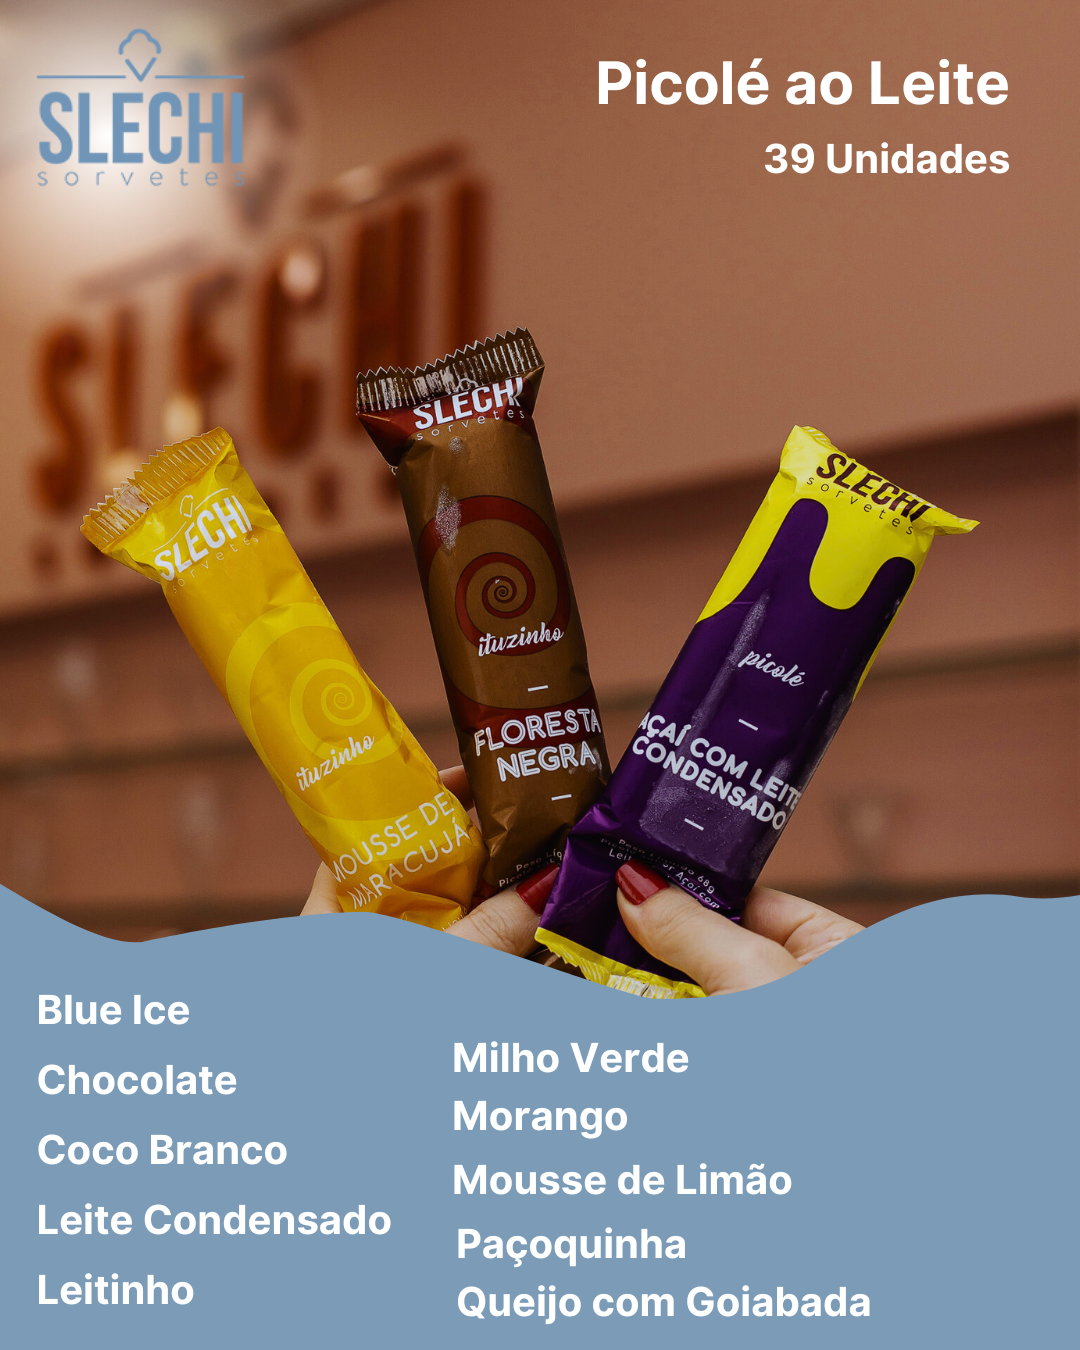 SLECHI
sorvetes
Picolé ao Leite
39 Unidades
SLECHI
SLECHI
sorvetes
ituzinho
MOUSSE DE
MARACUJÁ
SLECHI
sorvetes
ituzinho
FLORESTA
NEGRA
SLECHI
sorvetes
picolé
AÇAÍ COM LEITE
CONDENSADO
Blue Ice
Chocolate
Coco Branco
Leite Condensado
Leitinho
Milho Verde
Morango
Mousse de Limão
Paçoquinha
Queijo com Goiabada